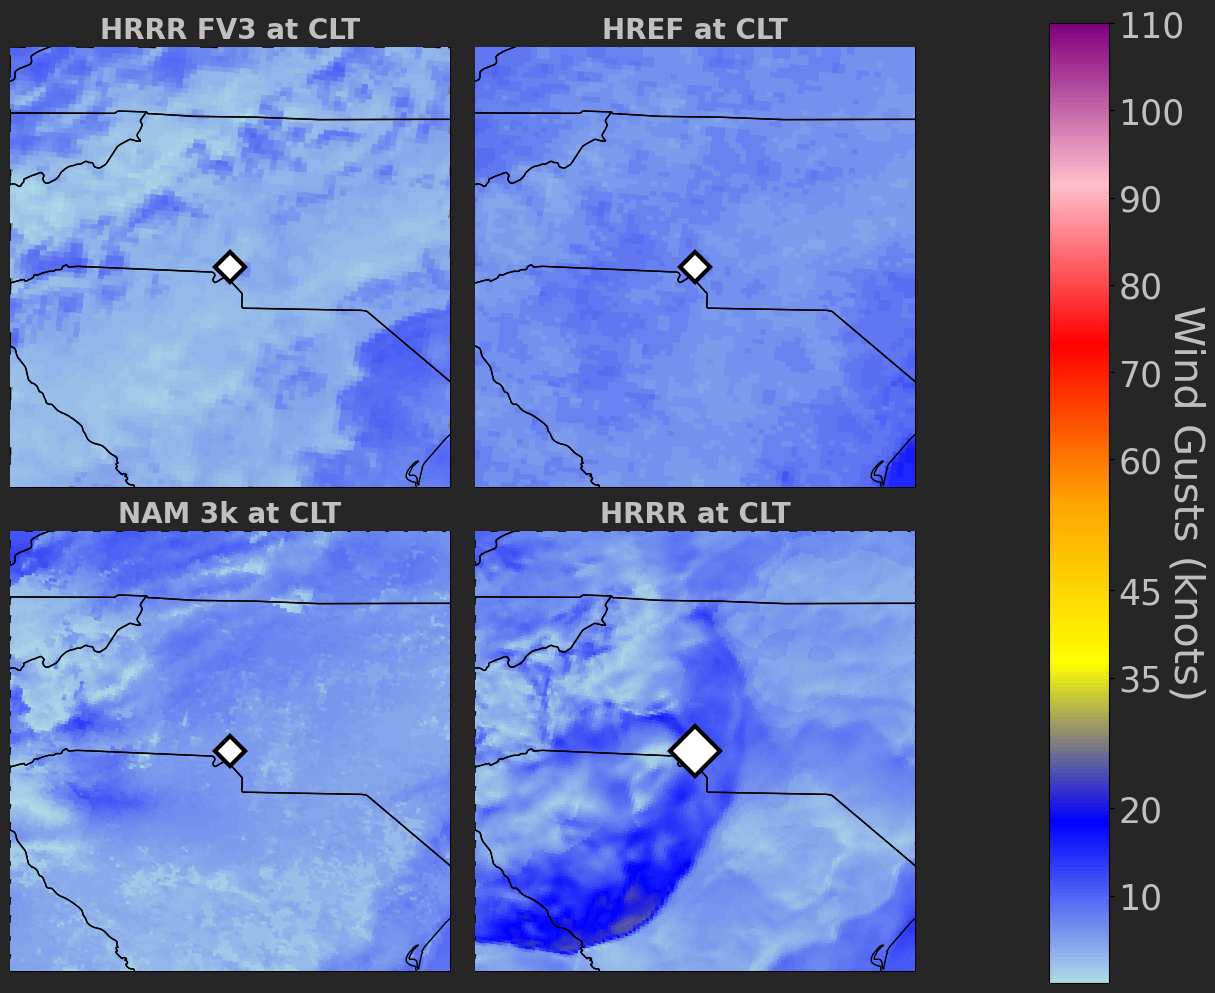 HRRR FV3 at CLT
HREF at CLT
NAM 3k at CLT
HRRR at CLT
110
100
90
80
70
60
45
35
20
10
Wind Gusts (knots)